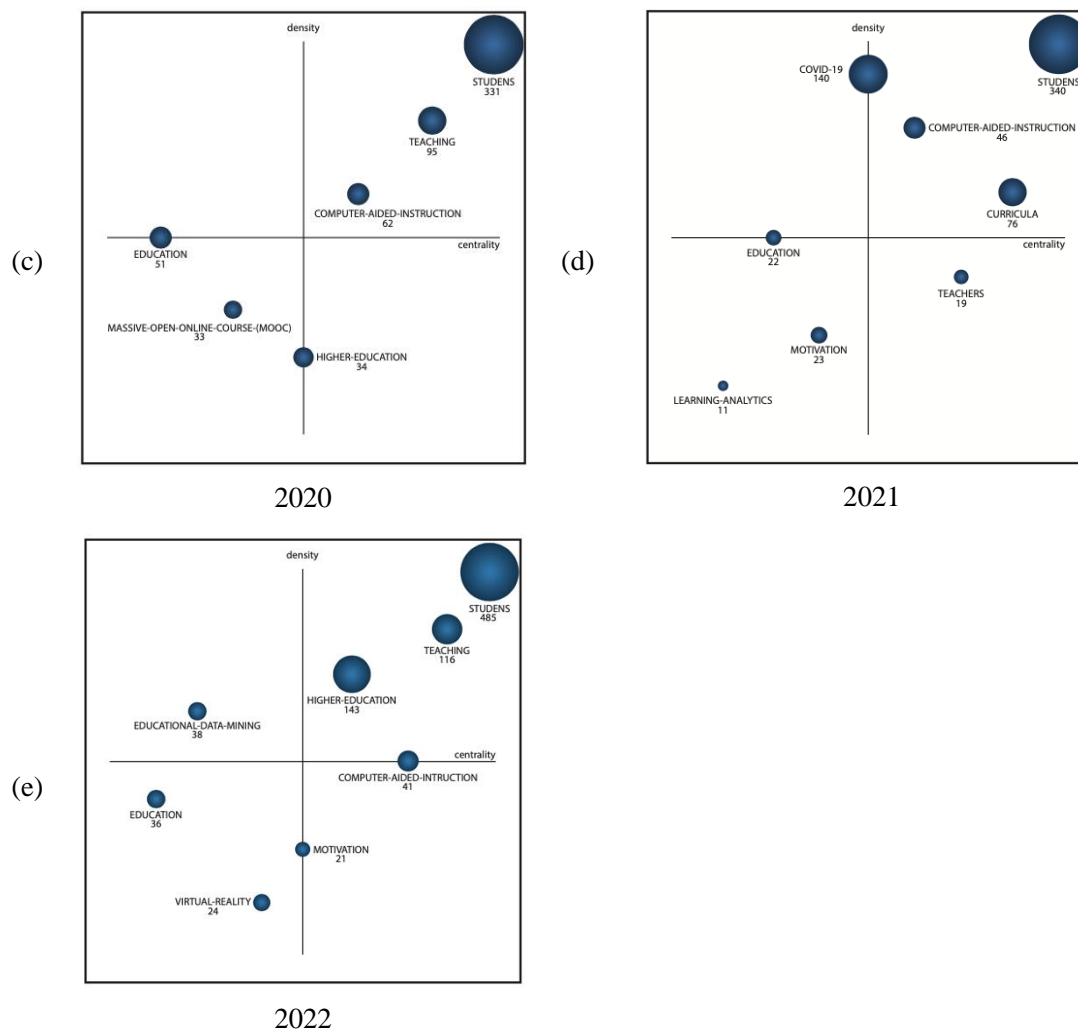 density
STUDENS
331
TEACHING
95
COMPUTER-AIDED-INSTRUCTION
62
centrality
EDUCATION
51
MASSIVE-OPEN-ONLINE-COURSE-(MOOC)
33
HIGHER-EDUCATION
34
(c)
2020
density
COVID-19
140
STUDENS
340
COMPUTER-AIDED-INSTRUCTION
46
CURRICULA
76
centrality
EDUCATION
22
TEACHERS
19
MOTIVATION
23
LEARNING-ANALYTICS
11
(d)
2021
density
STUDENS
485
TEACHING
116
HIGHER-EDUCATION
143
EDUCATIONAL-DATA-MINING
38
centrality
COMPUTER-AIDED-INTRUCTION
41
EDUCATION
36
MOTIVATION
21
VIRTUAL-REALITY
24
(e)
2022